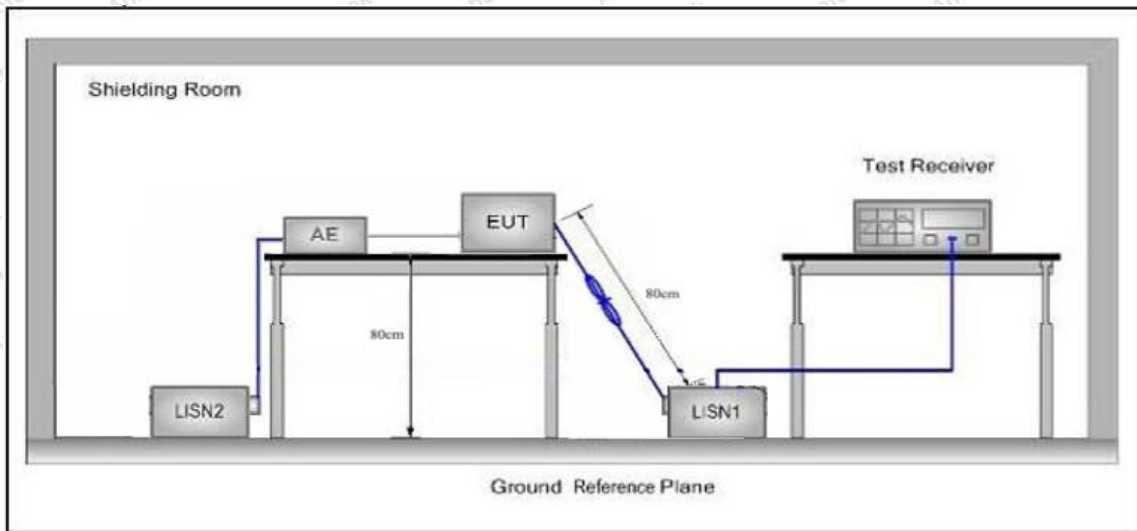 Shielding Room
Test Receiver
EUT
AE
80cm
80cm
LISN2
LISN1
Ground Reference Plane